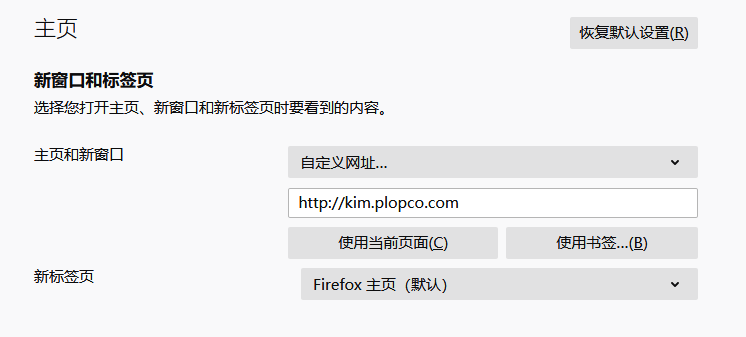 主页
恢复默认设置(R)
新窗口和标签页
选择您打开主页、新窗口和新标签页时要看到的内容。
主页和新窗口
自定义网址...
http://kim.plopco.com
使用当前页面(C)
使用书签...(B)
新标签页
Firefox 主页（默认）